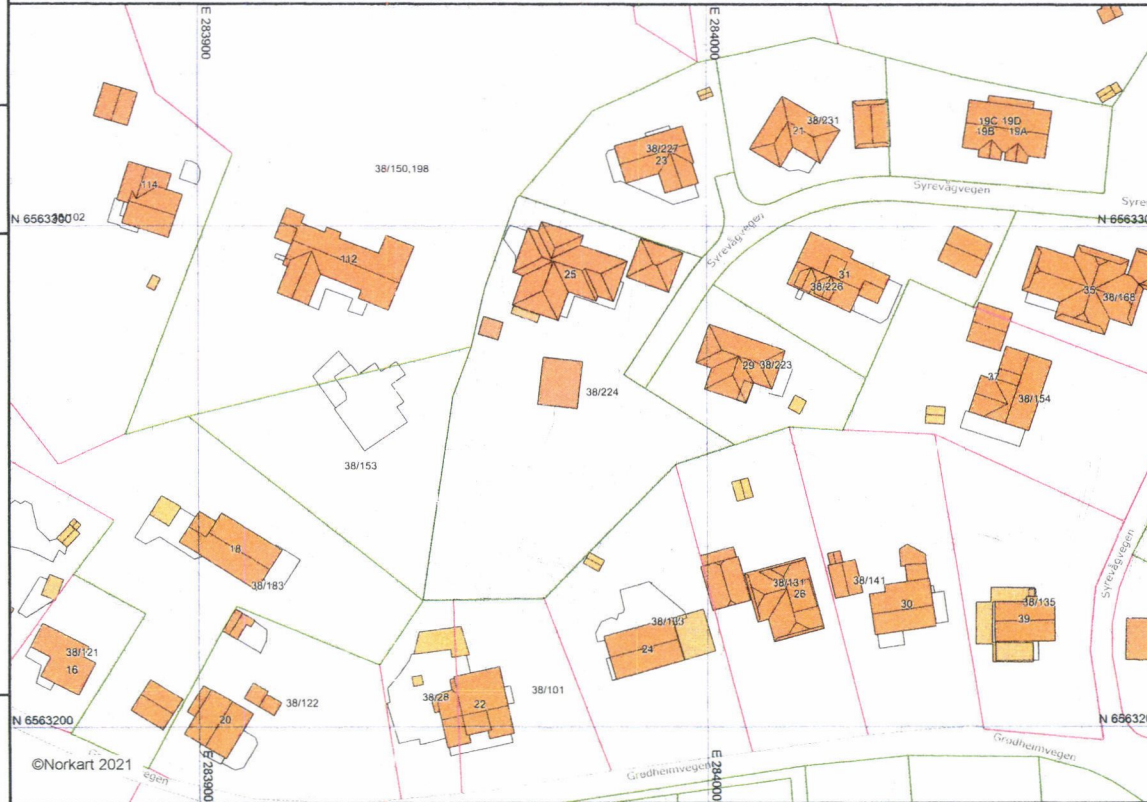 E 283900
E 284000
38/231
21
19C 19D
19B 19A
38/227
23
38/150,198
114
Syrevågvegen
N 6563300
38/102
N 65633
Syrevågvegen
112
25
31
38/226
35
38/168
29 38/223
37
38/154
38/224
38/153
18
38/183
Syrevågvegen
38/131
26
38/141
30
38/135
39
24
38/121
16
38/122
20
38/28
22
38/101
N 6563200
Grødheimvegen
Grødheimvegen
E 283900
E 284000
©Norkart 2021